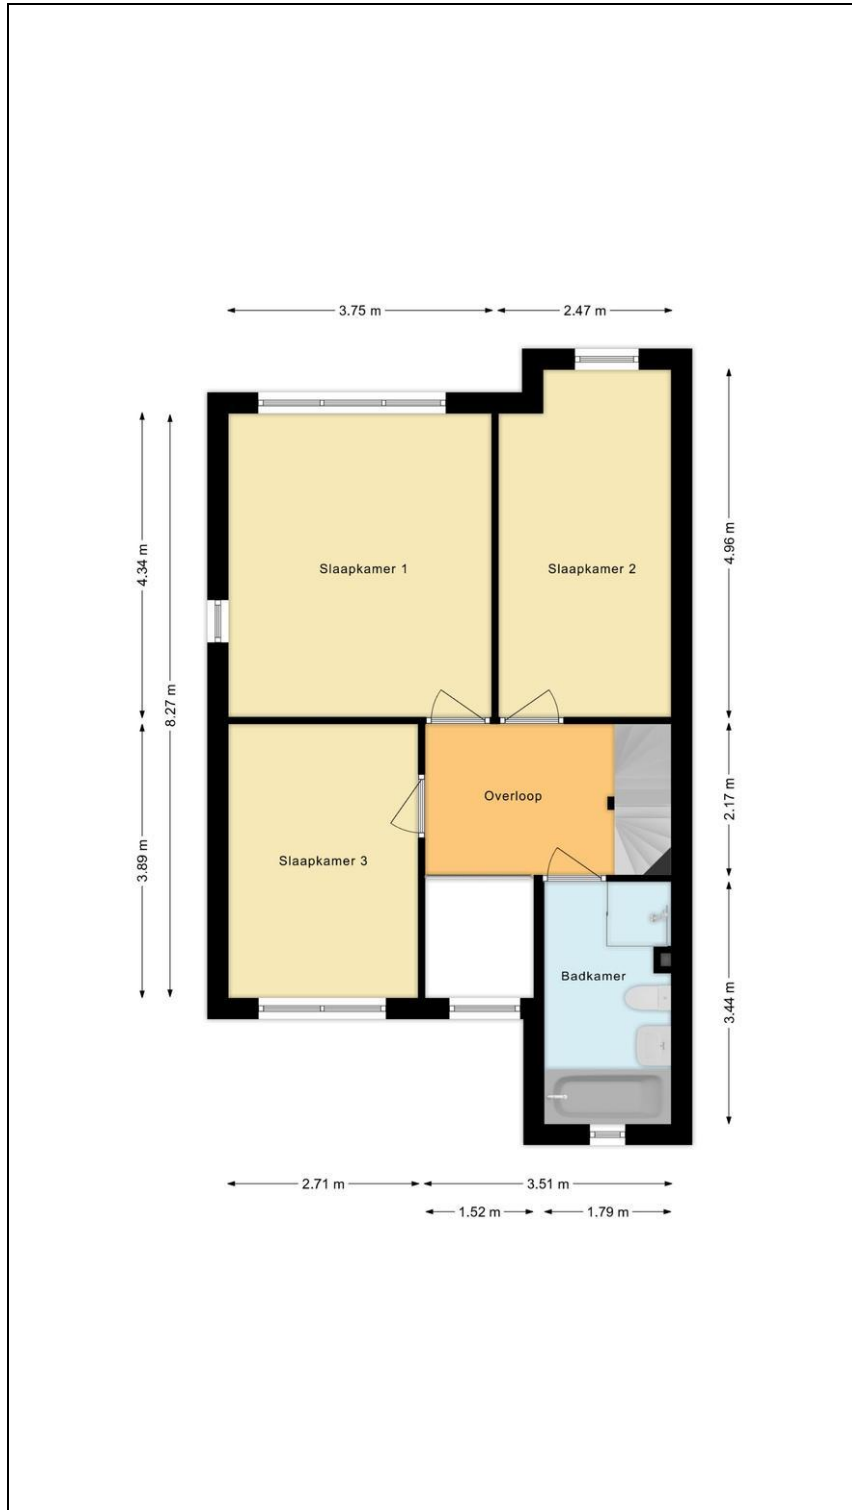 3.75 m
2.47 m
4.34 m
8.27 m
4.96 m
Slaapkamer 1
Slaapkamer 2
Overloop
2.17 m
Slaapkamer 3
3.89 m
Badkamer
3.44 m
2.71 m
3.51 m
1.52 m
1.79 m